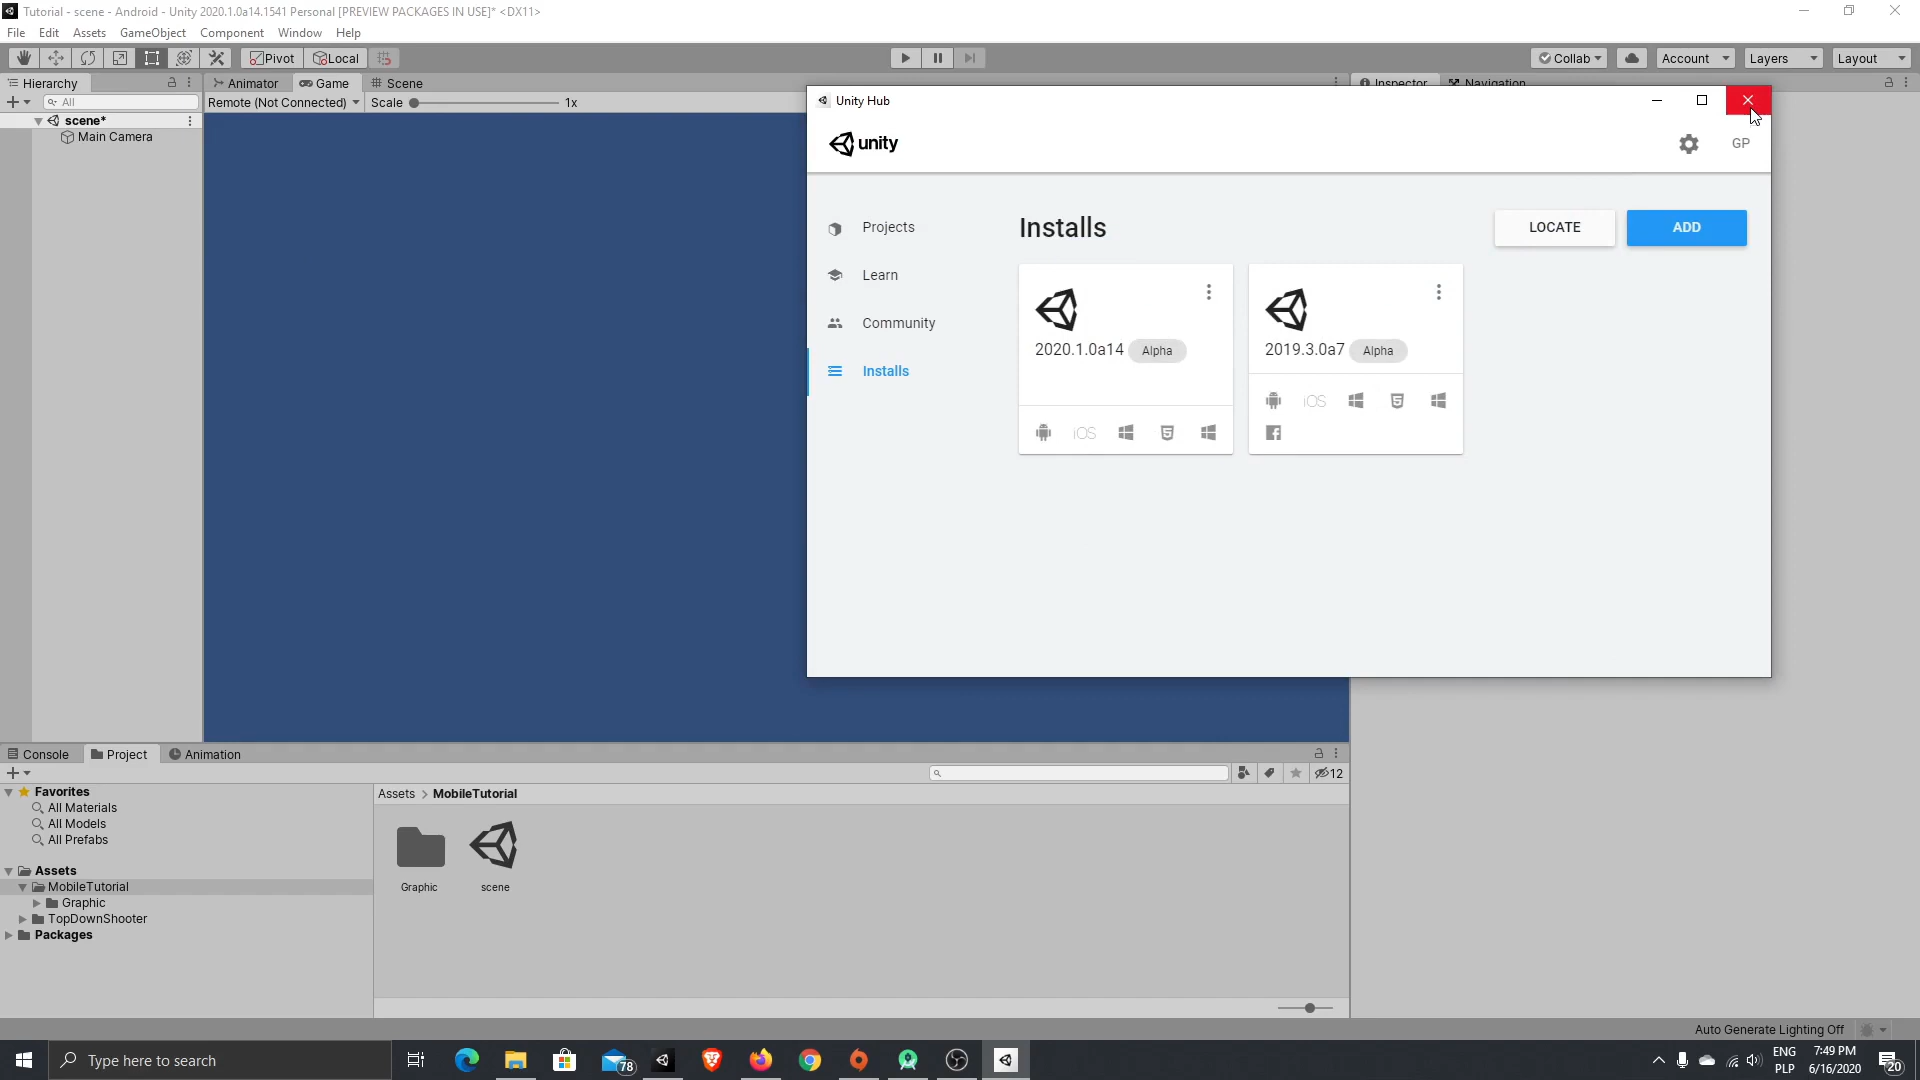 Tutorial - scene - Android - Unity 2020.1.0a14.1541 Personal [PREVIEW PACKAGES IN USE]* <DX11>
File Edit Assets GameObject Component Window Help
Pivot Local Collab Account Layers Layout
Hierarchy Animator Game Scene Inspector Navigation
All Remote (Not Connected) Scale 1x
scene*
Main Camera
Unity Hub
unity
GP
Projects
Learn
Community
Installs
Installs
LOCATE ADD
2020.1.0a14 Alpha
iOS
2019.3.0a7 Alpha
iOS
Console Project Animation
12
Favorites
All Materials
All Models
All Prefabs
Assets
MobileTutorial
Graphic
TopDownShooter
Packages
Assets > MobileTutorial
Graphic scene
Auto Generate Lighting Off
Type here to search
78
ENG
PLP
7:49 PM
6/16/2020
20